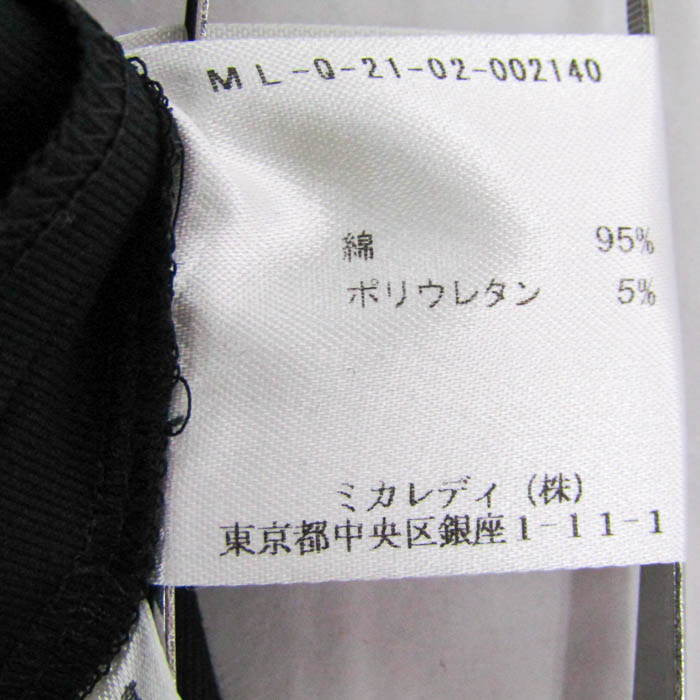 ML-Q-21-02-002140
綿 95%
ポリウレタン 5%
ミカレディ(株)
東京都中央区銀座1-11-1